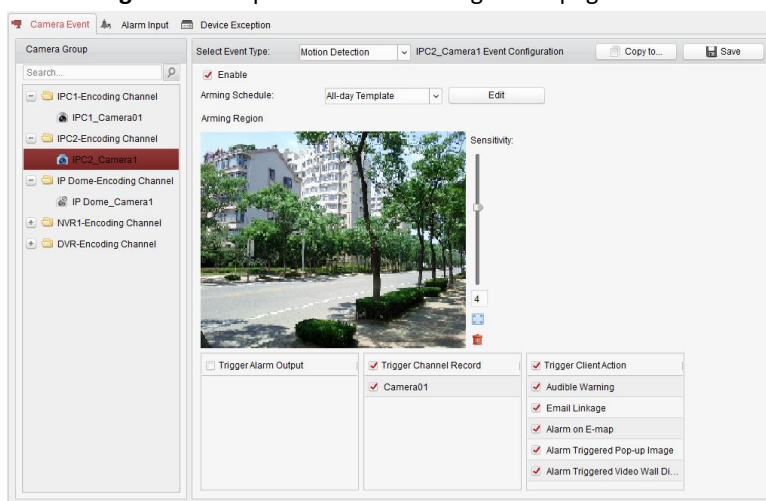 Camera Event
Alarm Input
Device Exception
Camera Group
Search...
IPC1-Encoding Channel
IPC1_Camera01
IPC2-Encoding Channel
IPC2_Camera1
IP Dome-Encoding Channel
IP Dome_Camera1
NVR1-Encoding Channel
DVR-Encoding Channel
Select Event Type:
Motion Detection
IPC2_Camera1 Event Configuration
Copy to...
Save
Enable
Arming Schedule:
All-day Template
Edit
Arming Region
Sensitivity:
4
Trigger Alarm Output
Trigger Channel Record
Camera01
Trigger Client Action
Audible Warning
Email Linkage
Alarm on E-map
Alarm Triggered Pop-up Image
Alarm Triggered Video Wall Di...